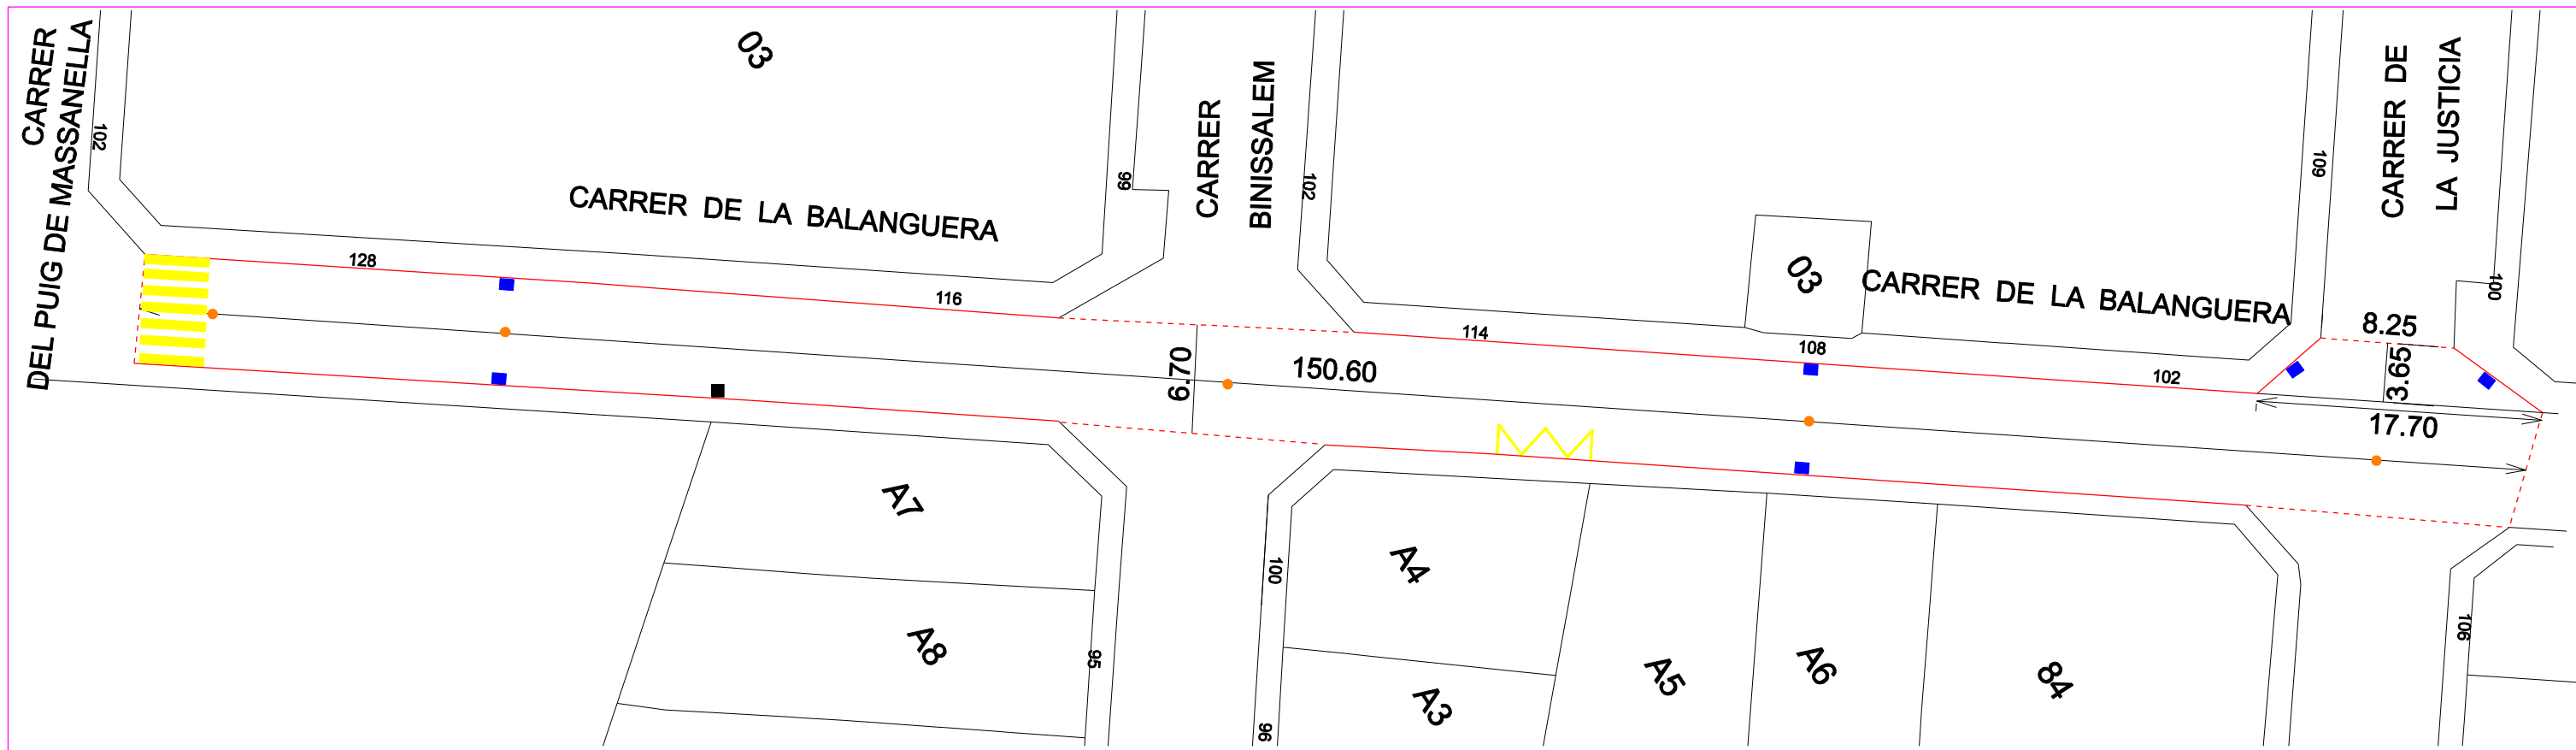 CARRER
DEL PUIG DE MASSANELLA
102
03
99
CARRER DE LA BALANGUERA
CARRER
BINISSALEM
102
109
CARRER DE
LA JUSTICIA
100
03
CARRER DE LA BALANGUERA
128
116
114
108
102
8.25
3.65
17.70
6.70
150.60
A7
A8
95
100
96
A4
A3
A5
A6
84
106